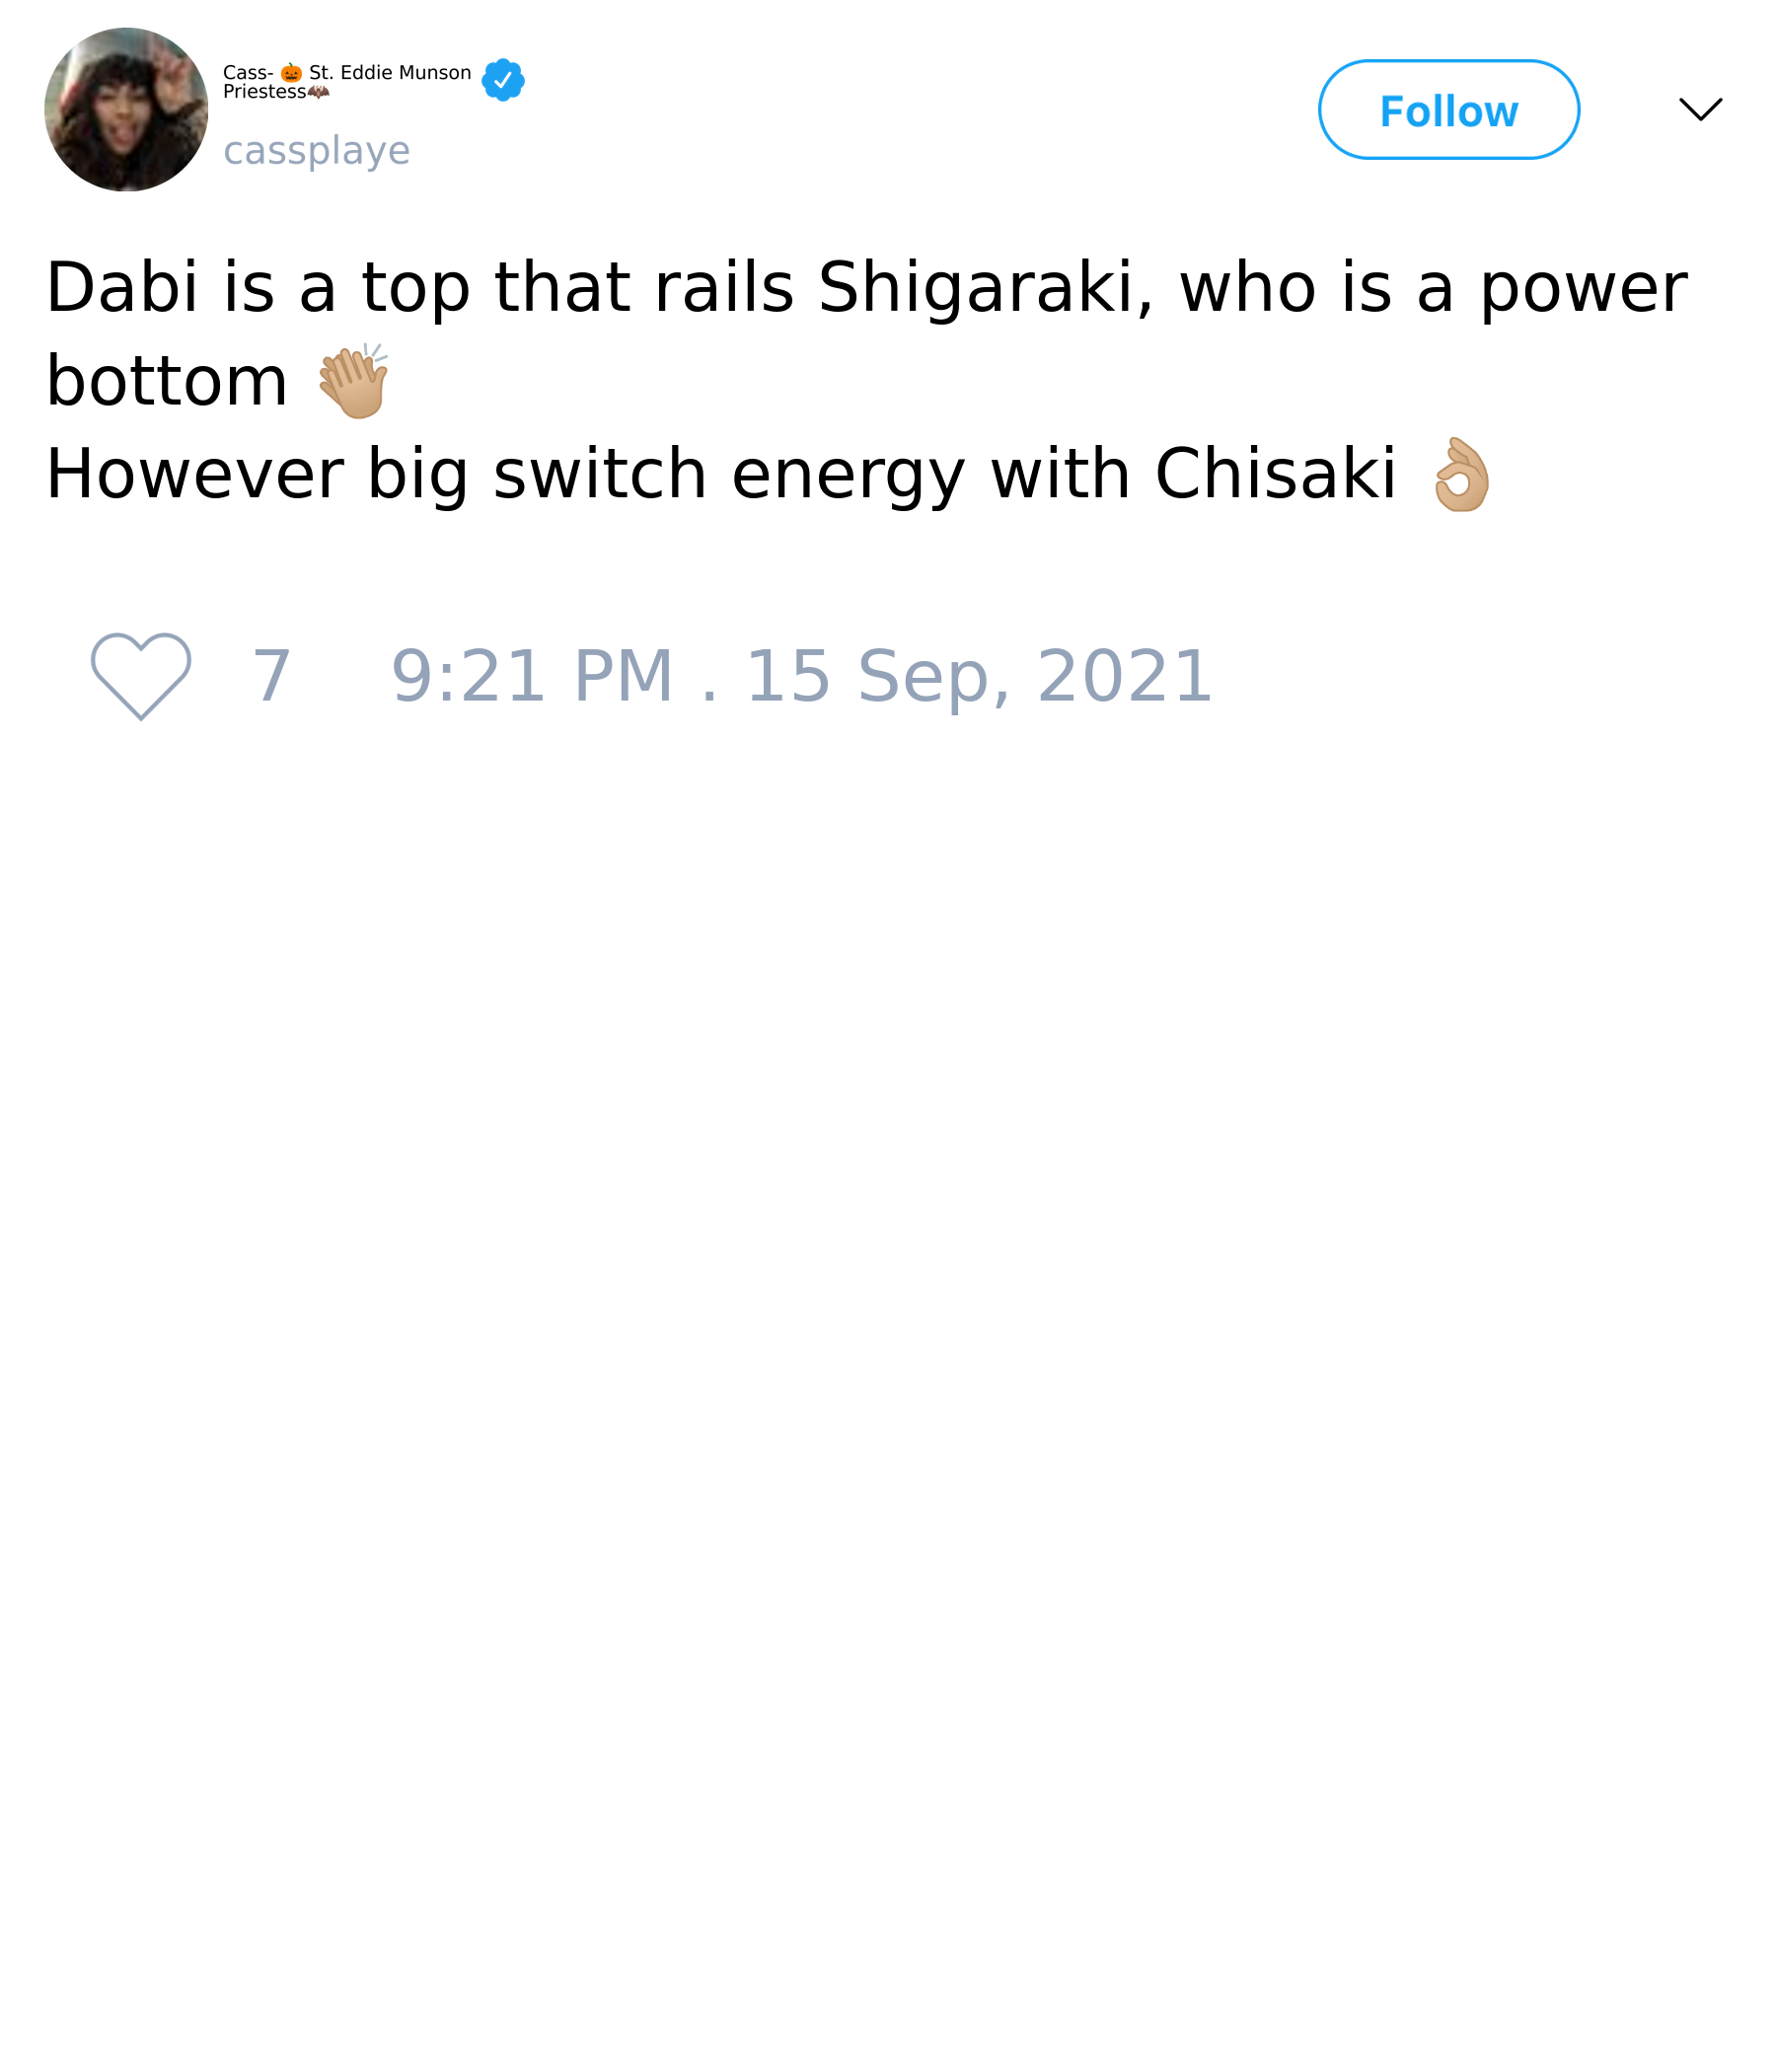 Cass- 🎃 St. Eddie Munson
Priestess🦇
cassplaye
Follow
Dabi is a top that rails Shigaraki, who is a power
bottom 👏🏼
However big switch energy with Chisaki 👌🏼
7 9:21 PM . 15 Sep, 2021